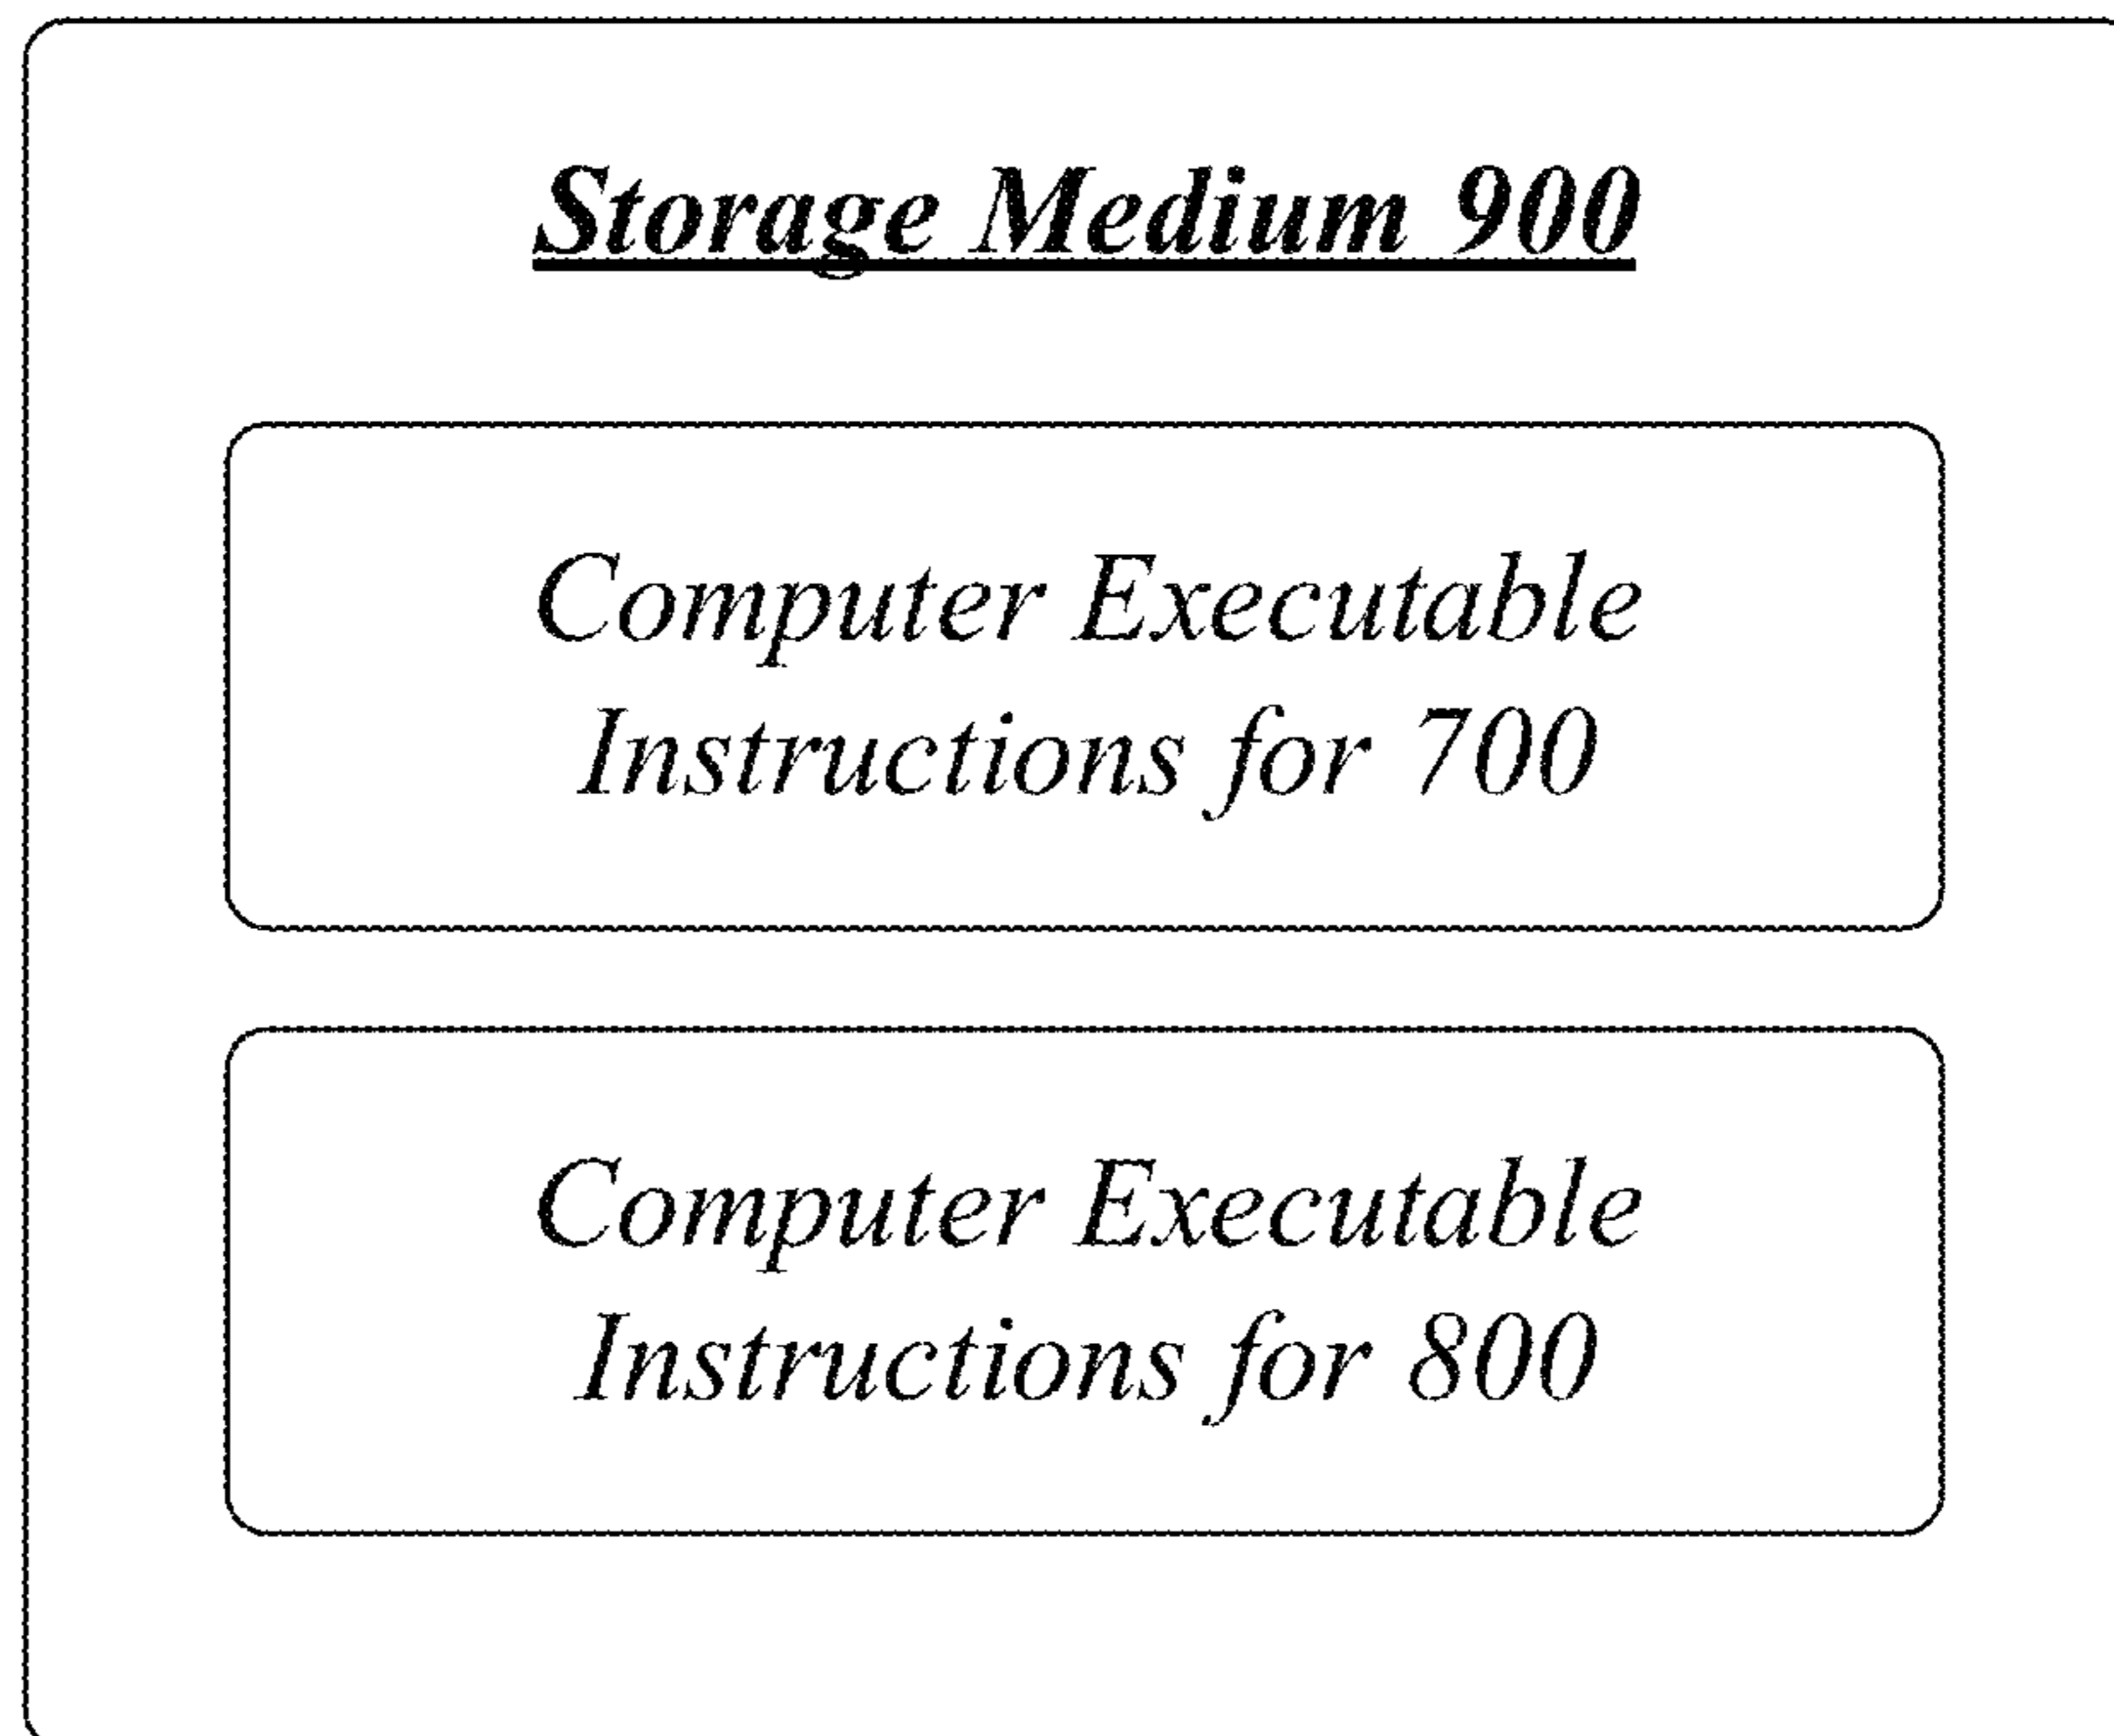 Storage Medium 900
Computer Executable
Instructions for 700
Computer Executable
Instructions for 800